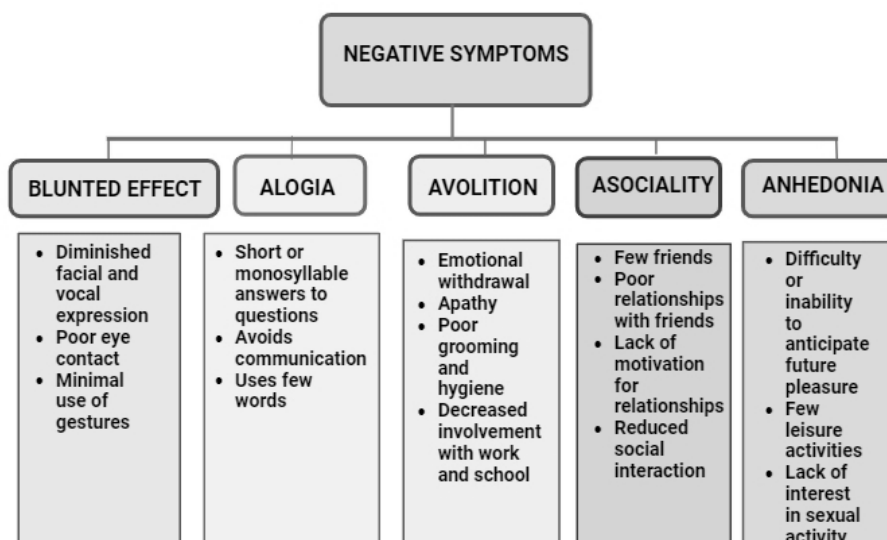 NEGATIVE SYMPTOMS
BLUNTED EFFECT
• Diminished
facial and
vocal
expression
• Poor eye
contact
• Minimal
use of
gestures
ALOGIA
• Short or
monosyllable
answers to
questions
• Avoids
communication
• Uses few
words
AVOLITION
• Emotional
withdrawal
• Apathy
• Poor
grooming
and
hygiene
• Decreased
involvement
with work
and school
ASOCIALITY
• Few friends
• Poor
relationships
with friends
• Lack of
motivation
for
relationships
• Reduced
social
interaction
ANHEDONIA
• Difficulty
or
inability
to
anticipate
future
pleasure
• Few
leisure
activities
• Lack of
interest
in sexual
activity